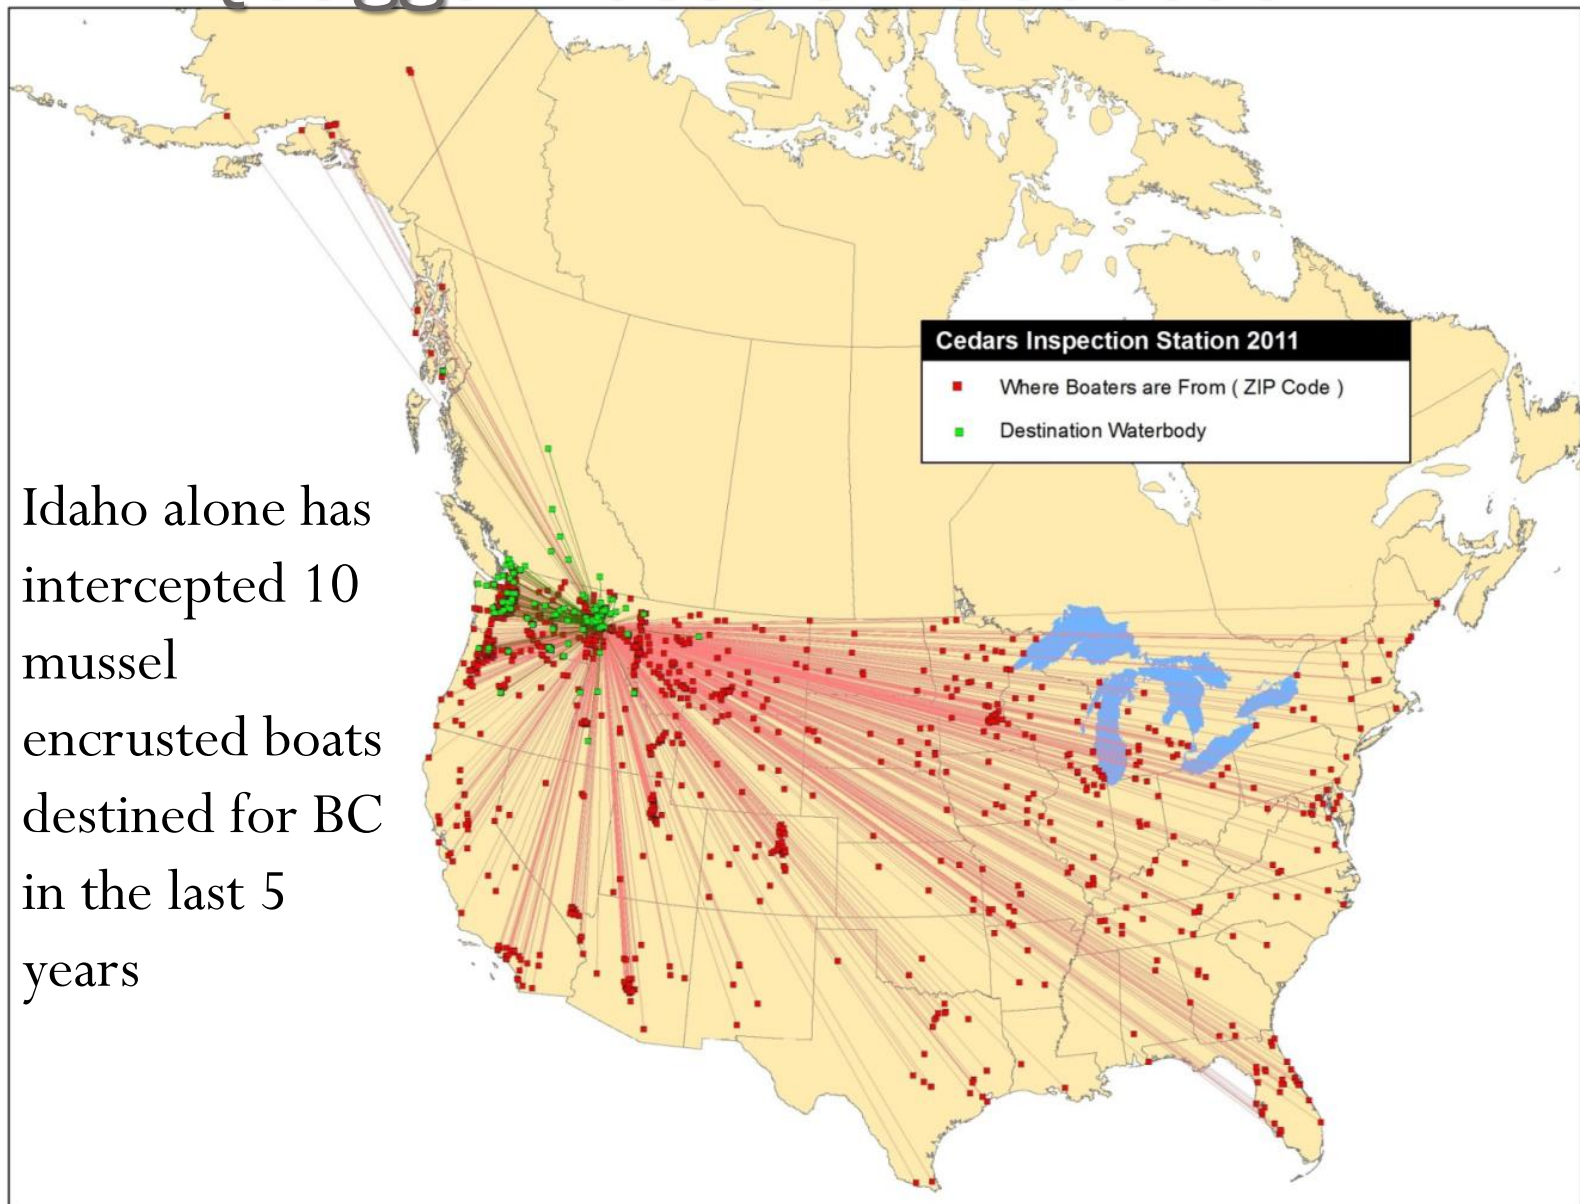 Cedars Inspection Station 2011
Where Boaters are From ( ZIP Code )
Destination Waterbody
Idaho alone has
intercepted 10
mussel
encrusted boats
destined for BC
in the last 5
years